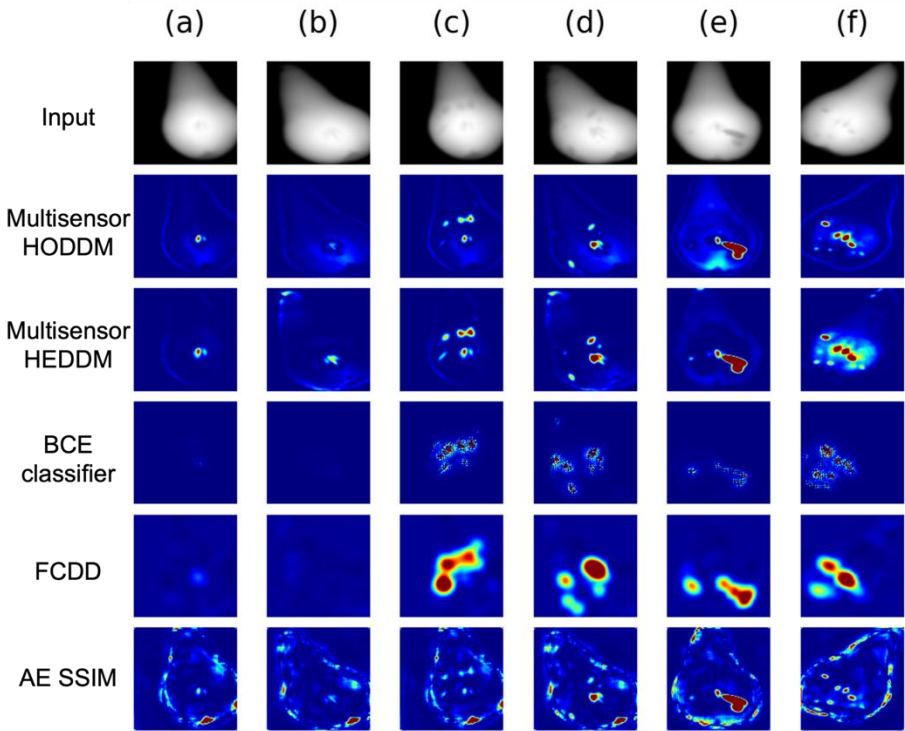 (a) (b) (c) (d) (e) (f)
Input
Multisensor
HODDM
Multisensor
HEDDM
BCE
classifier
FCDD
AE SSIM